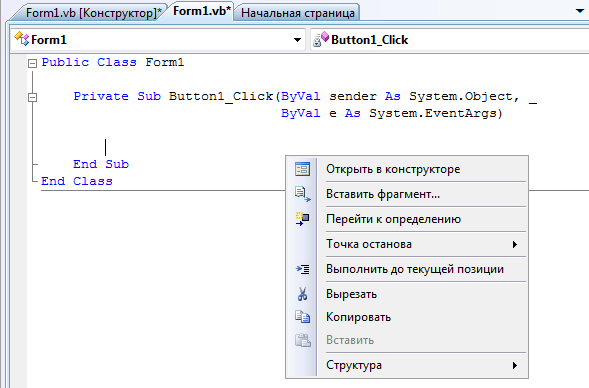 Form1.vb [Конструктор]* Form1.vb* Начальная страница
Form1 Button1_Click
Public Class Form1
Private Sub Button1_Click(ByVal sender As System.Object, _
ByVal e As System.EventArgs)
End Sub
End Class
Открыть в конструкторе
Вставить фрагмент...
Перейти к определению
Точка останова
Выполнить до текущей позиции
Вырезать
Копировать
Вставить
Структура